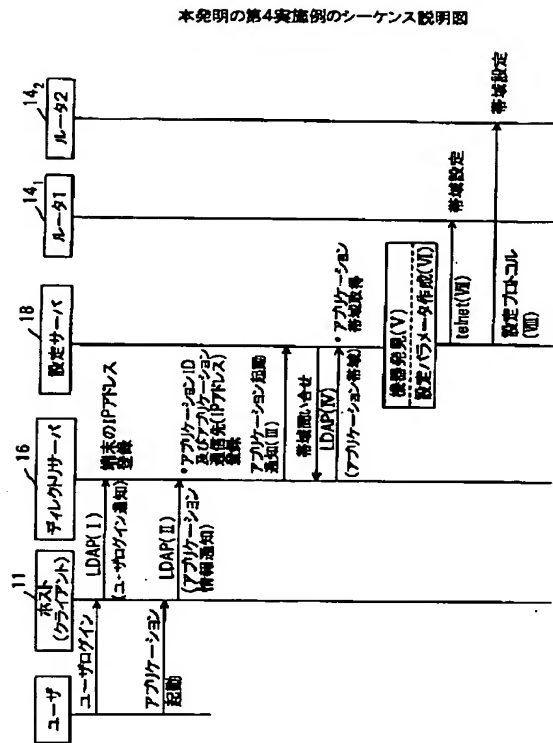 本発明の第4実施例のシーケンス説明図
ユーザ
11
ホスト
(クライアント)
16
ディレクトリサーバ
18
設定サーバ
14₁
ルータ1
14₂
ルータ2
ユーザログイン
LDAP(Ⅰ)
(ユーザログイン通知)
端末のIPアドレス
登録
アプリケーション
起動
LDAP(Ⅱ)
(アプリケーション
情報通知)
•アプリケーションID
及びアプリケーション
通信先(IPアドレス)
登録
アプリケーション起動
通知(Ⅲ)
帯域問い合せ
LDAP(Ⅳ)
(アプリケーション帯域)
•アプリケーション
帯域取得
機器発見(Ⅴ)
設定パラメータ作成(Ⅵ)
telnet(Ⅶ)
帯域設定
設定プロトコル
(Ⅷ)
帯域設定